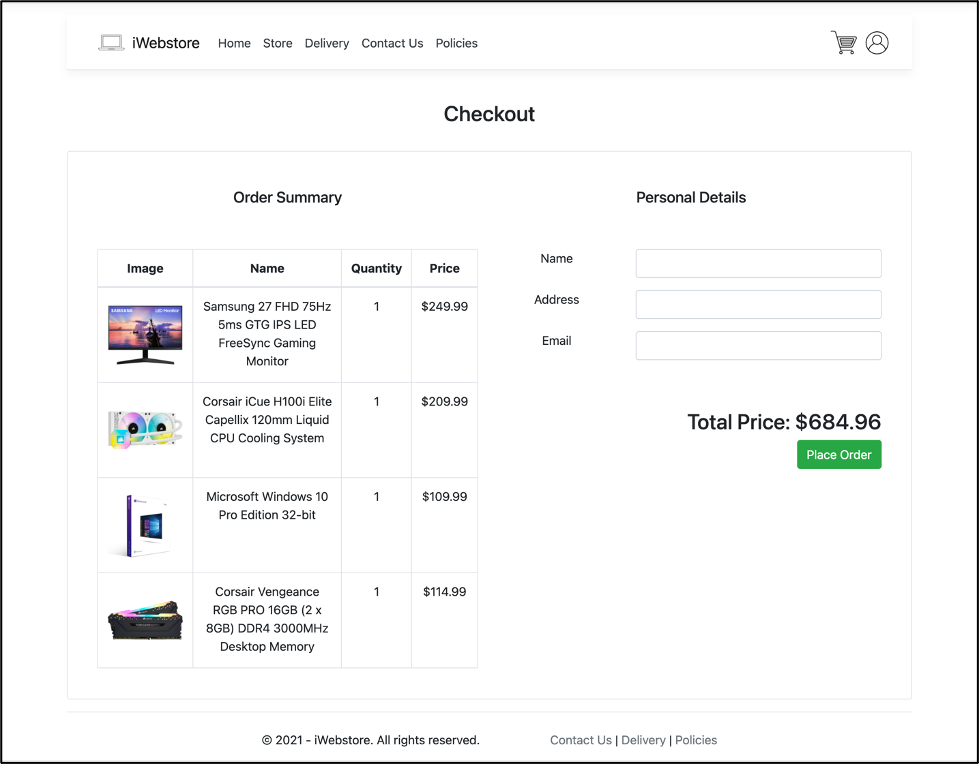 iWebstore Home Store Delivery Contact Us Policies
Checkout
Order Summary
Image Name Quantity Price
SAMSUNG LED Monitor
Samsung 27 FHD 75Hz 1 $249.99
5ms GTG IPS LED
FreeSync Gaming
Monitor
Corsair iCue H100i Elite 1 $209.99
Capellix 120mm Liquid
CPU Cooling System
Microsoft Windows 10 1 $109.99
Pro Edition 32-bit
Corsair Vengeance 1 $114.99
RGB PRO 16GB (2 x
8GB) DDR4 3000MHz
Desktop Memory
Personal Details
Name
Address
Email
Total Price: $684.96
Place Order
© 2021 - iWebstore. All rights reserved. Contact Us | Delivery | Policies